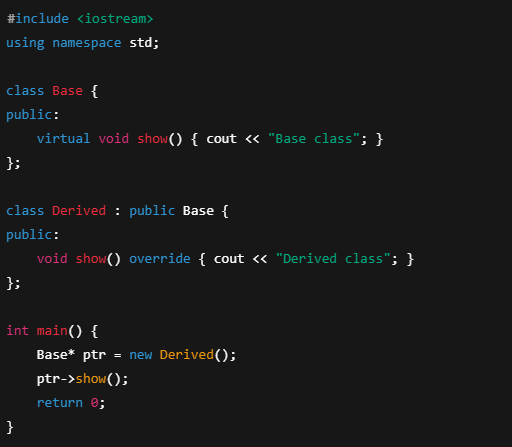 #include <iostream>
using namespace std;

class Base {
public:
    virtual void show() { cout << "Base class"; }
};

class Derived : public Base {
public:
    void show() override { cout << "Derived class"; }
};

int main() {
    Base* ptr = new Derived();
    ptr->show();
    return 0;
}